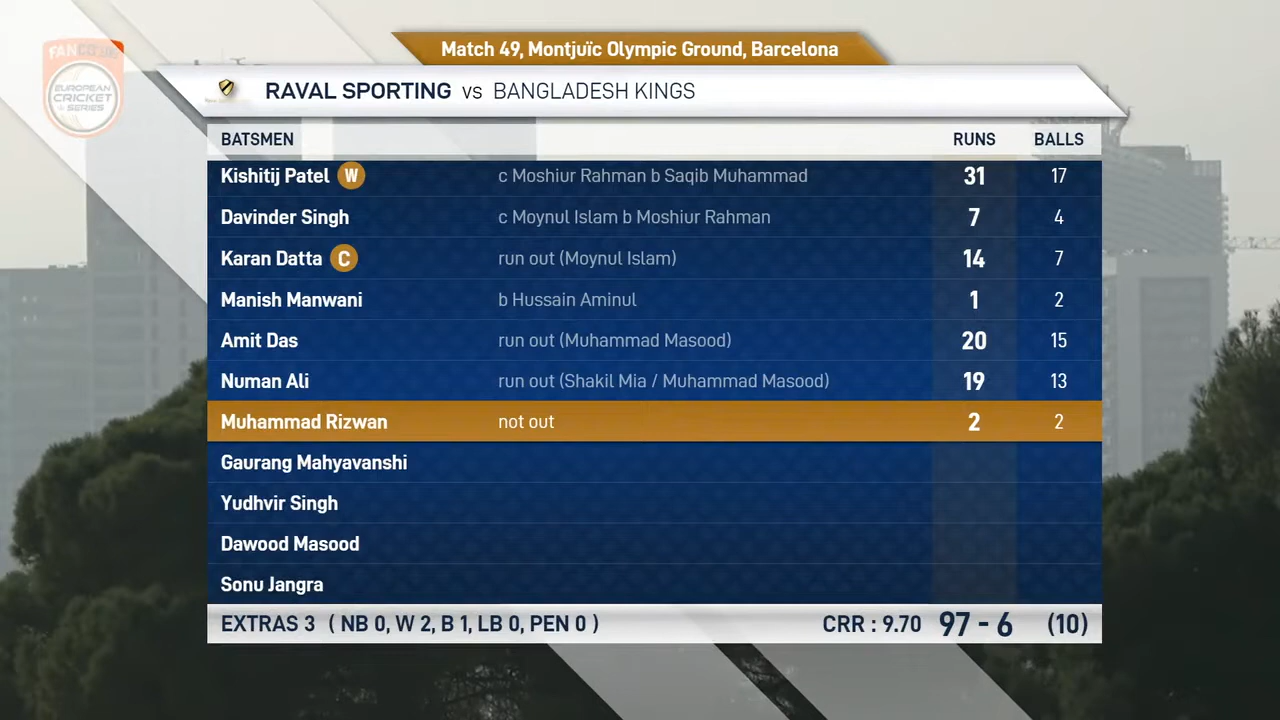 Match 49, Montjuïc Olympic Ground, Barcelona
FANCODE
EUROPEAN
CRICKET
SERIES
RAVAL SPORTING vs BANGLADESH KINGS
BATSMEN RUNS BALLS
Kishitij Patel W c Moshiur Rahman b Saqib Muhammad 31 17
Davinder Singh c Moynul Islam b Moshiur Rahman 7 4
Karan Datta C run out (Moynul Islam) 14 7
Manish Manwani b Hussain Aminul 1 2
Amit Das run out (Muhammad Masood) 20 15
Numan Ali run out (Shakil Mia / Muhammad Masood) 19 13
Muhammad Rizwan not out 2 2
Gaurang Mahyavanshi
Yudhvir Singh
Dawood Masood
Sonu Jangra
EXTRAS 3 ( NB 0, W 2, B 1, LB 0, PEN 0 ) CRR : 9.70 97 - 6 (10)